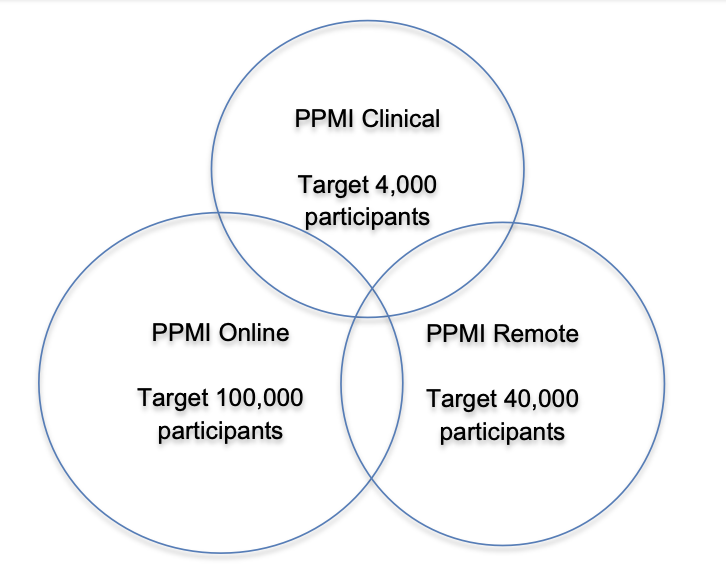 PPMI Clinical
Target 4,000
participants
PPMI Online
Target 100,000
participants
PPMI Remote
Target 40,000
participants